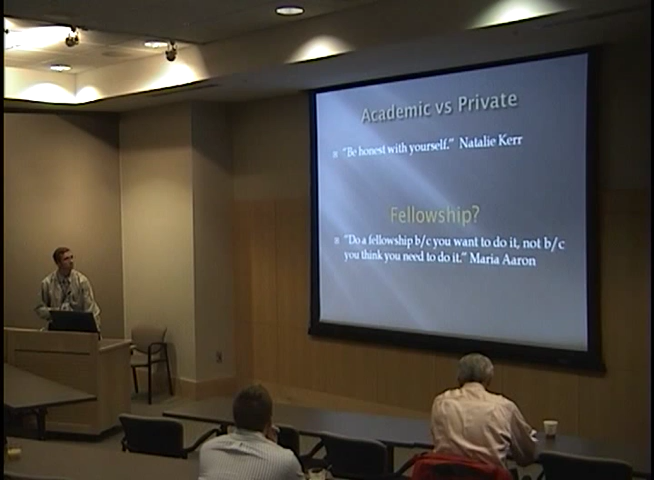 Academic vs Private
"Be honest with yourself." Natalie Kerr
Fellowship?
"Do a fellowship b/c you want to do it, not b/c
you think you need to do it." Maria Aaron